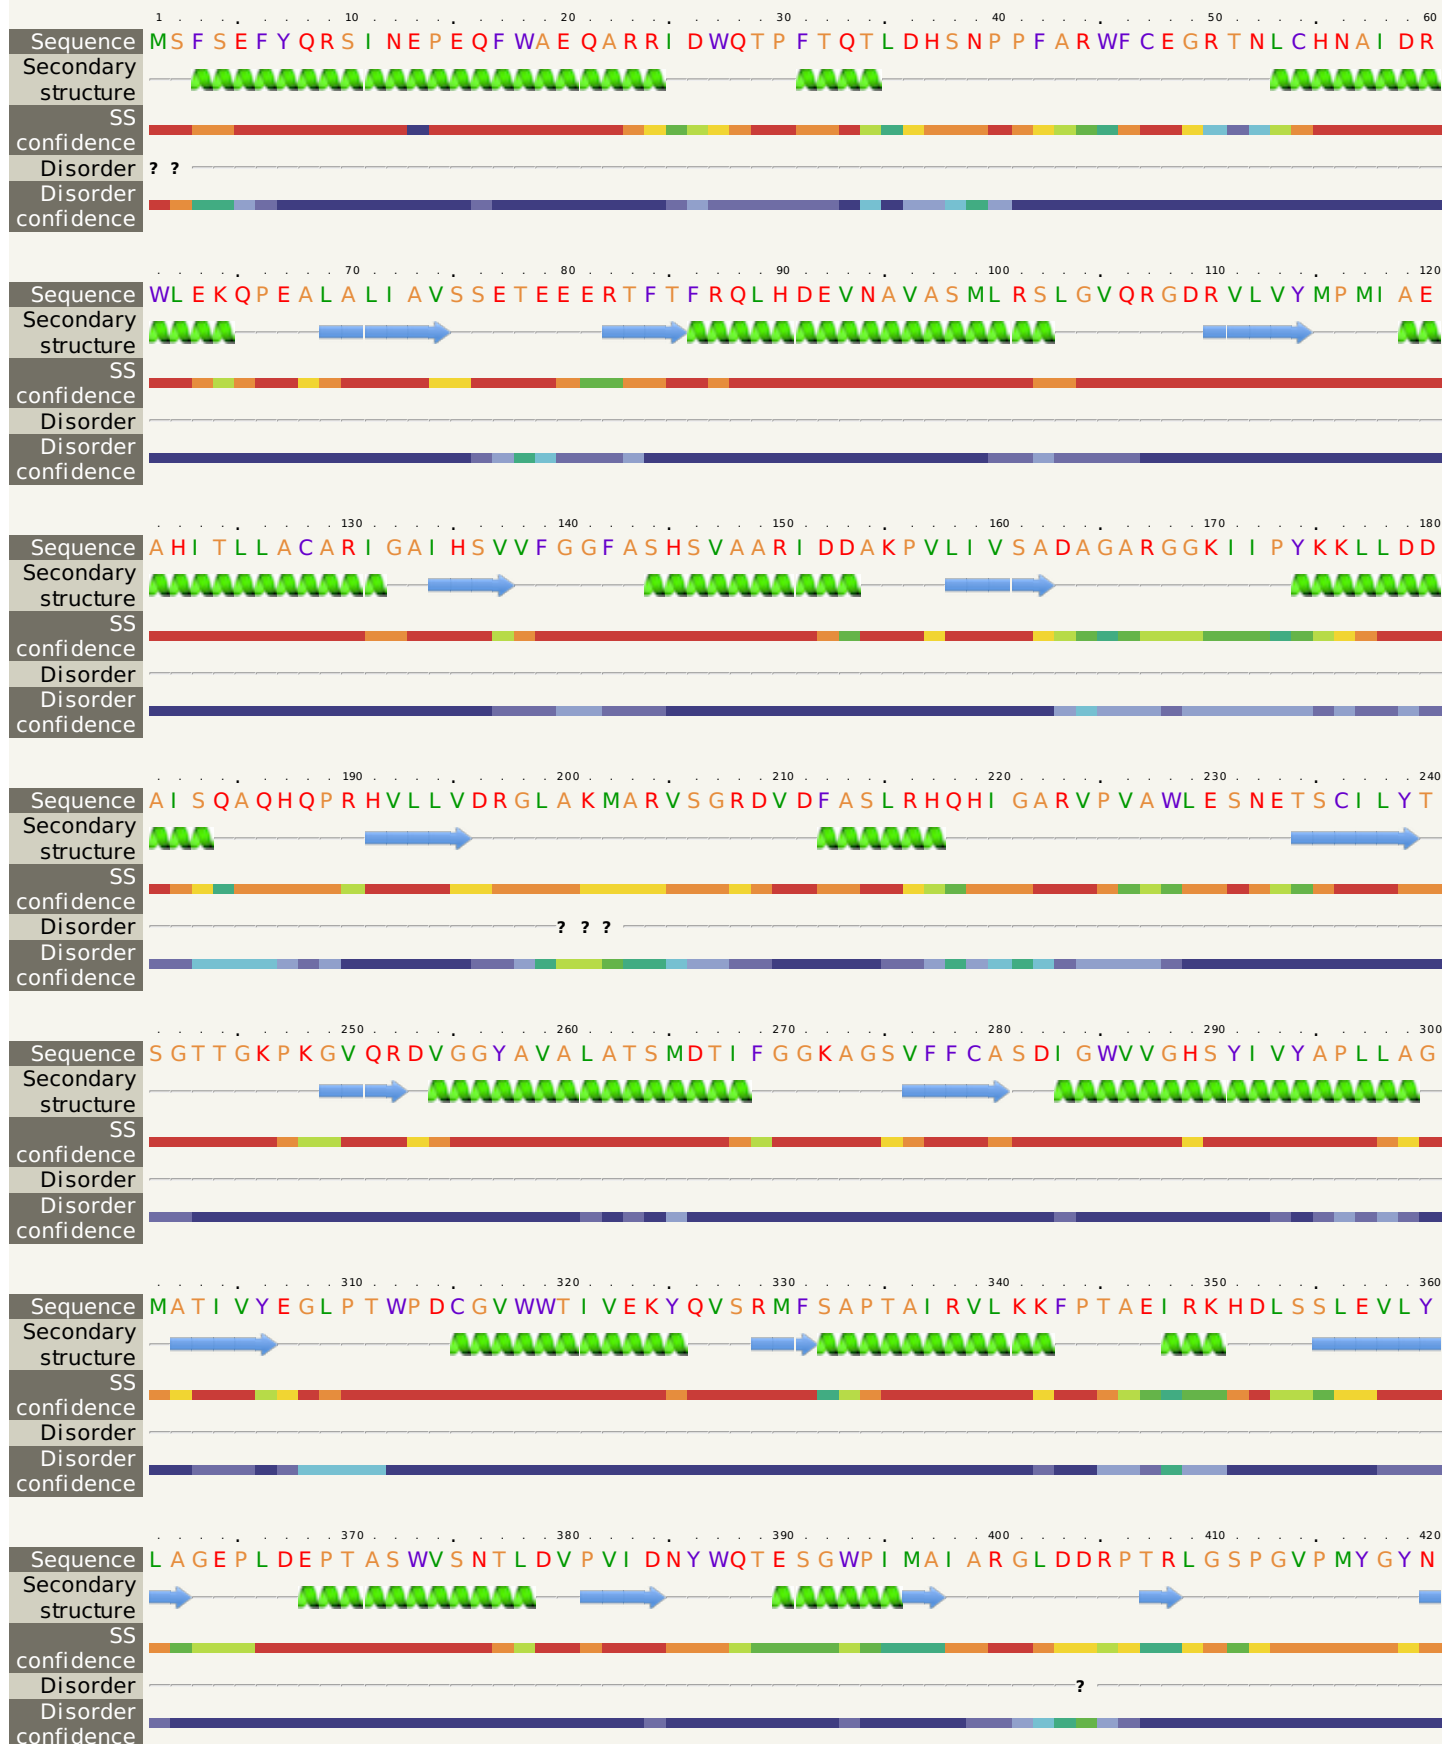 1 10 20 30 40 50 60
Sequence MSFSEFYQRSINEPEQFWAEQARRIDWQTPFTQTLDHSNPPFARWFCEGRTNLCHNAIDR
Secondary
structure
SS
confidence
Disorder ? ?
Disorder
confidence
70 80 90 100 110 120
Sequence WLEKQPEALALIAVSSETEEERTFTFRQLHDEVNAVASMLRSLGVQRGDRVLVYMPMIAE
Secondary
structure
SS
confidence
Disorder
Disorder
confidence
130 140 150 160 170 180
Sequence AHITLLACARIGAIHSVVFGGFASHSVAARIDDAKPVLIVSADAGARGGKIIPYKKLLDD
Secondary
structure
SS
confidence
Disorder
Disorder
confidence
190 200 210 220 230 240
Sequence AISQAQHQPRHVLLVDRGLAKMARVSGRDVDFASLRHQHIGARVPVAWLESNETSCILYT
Secondary
structure
SS
confidence
Disorder ? ? ?
Disorder
confidence
250 260 270 280 290 300
Sequence SGTTGKPKGVQRDVGGYAVALATSMDTIFGGKAGSVFFCASDIGWVVGHSYIVYAPLLAG
Secondary
structure
SS
confidence
Disorder
Disorder
confidence
310 320 330 340 350 360
Sequence MATIVYEGLPTWPDCGVWWTIVEKYQVSRMFSAPTAIRVLKKFPTAEIRKHDLSSLEVLY
Secondary
structure
SS
confidence
Disorder
Disorder
confidence
370 380 390 400 410 420
Sequence LAGEPLDEPTASWVSNTLDVPVIDNYWQTESGWPIMAIARGLDDRPTRLGSPGVPMYGYN
Secondary
structure
SS
confidence
Disorder ?
Disorder
confidence